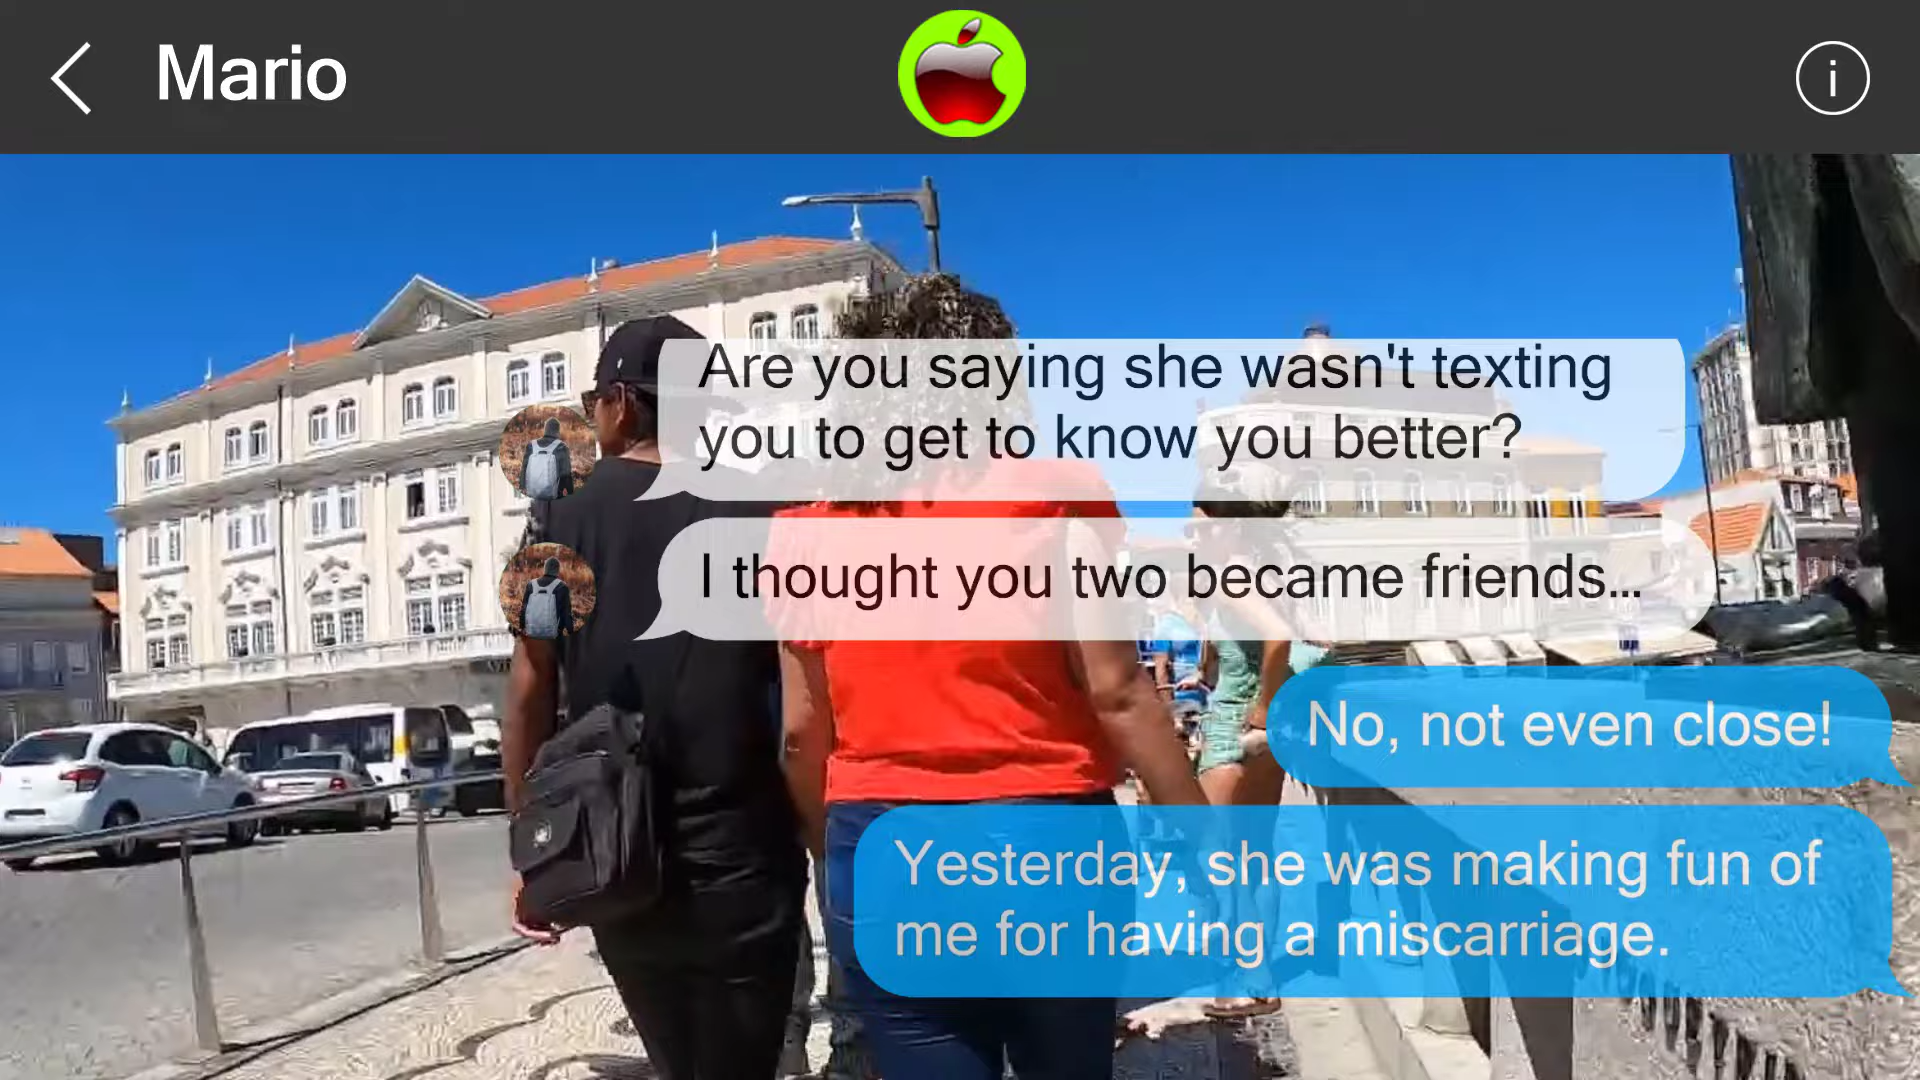 Mario
i
Are you saying she wasn't texting
you to get to know you better?
I thought you two became friends...
No, not even close!
Yesterday, she was making fun of
me for having a miscarriage.